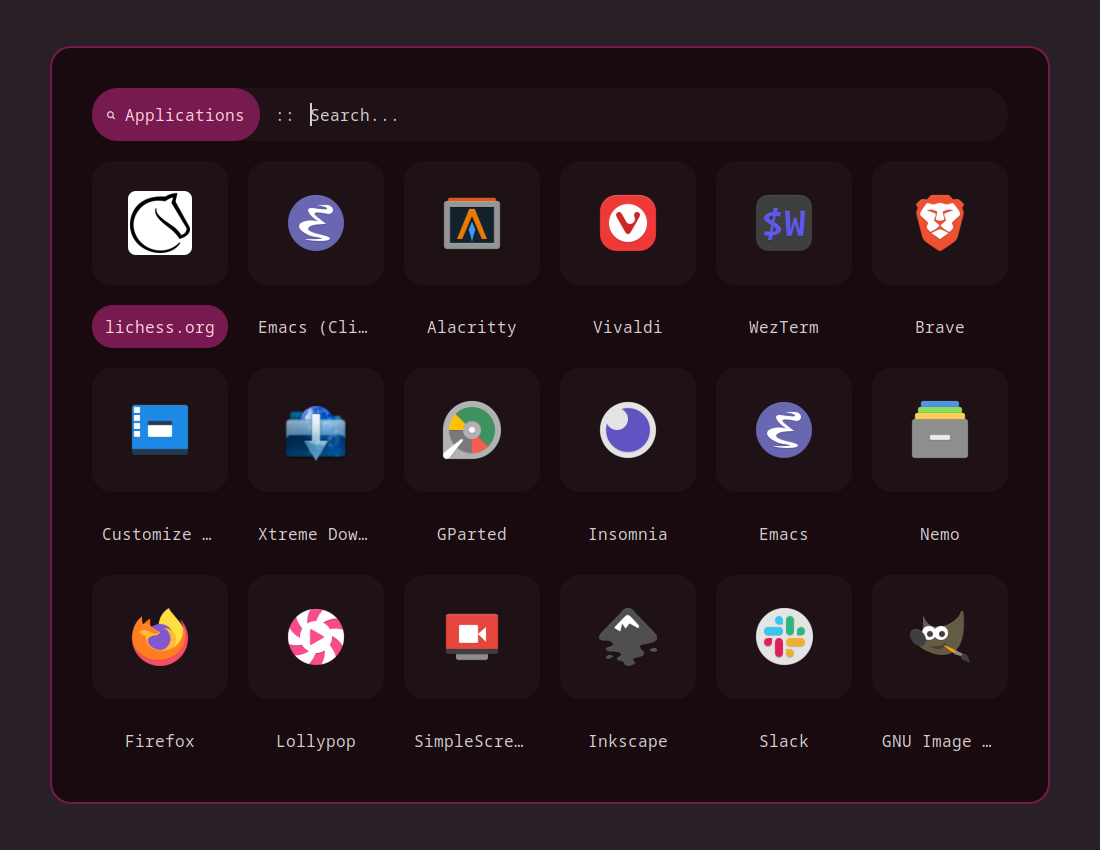 Applications :: Search...
$W
lichess.org Emacs (Cli… Alacritty Vivaldi WezTerm Brave
Customize … Xtreme Dow… GParted Insomnia Emacs Nemo
Firefox Lollypop SimpleScre… Inkscape Slack GNU Image …